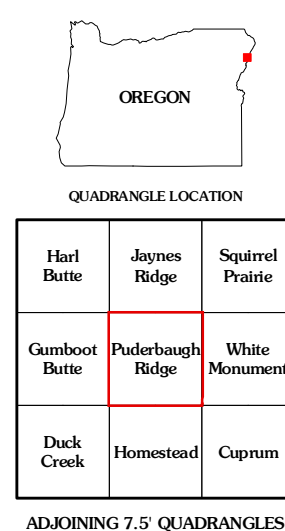 OREGON
QUADRANGLE LOCATION
Harl
Butte
Jaynes
Ridge
Squirrel
Prairie
Gumboot
Butte
Puderbaugh
Ridge
White
Monument
Duck
Creek
Homestead
Cuprum
ADJOINING 7.5' QUADRANGLES